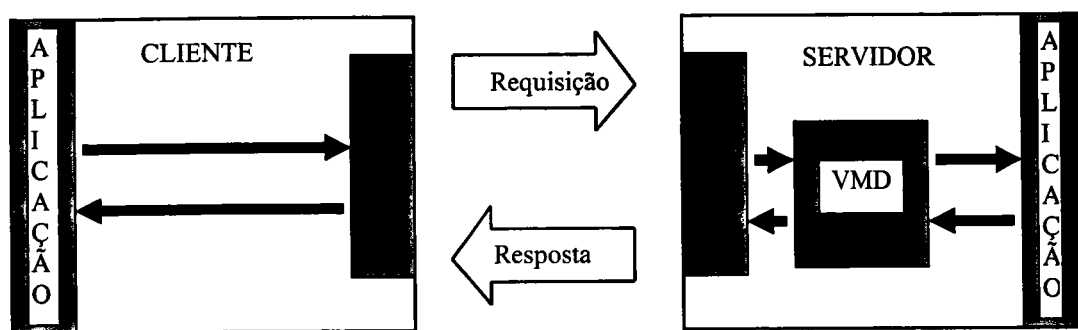 APLICAÇÃO
CLIENTE
Requisição
Resposta
SERVIDOR
VMD
APLICAÇÃO